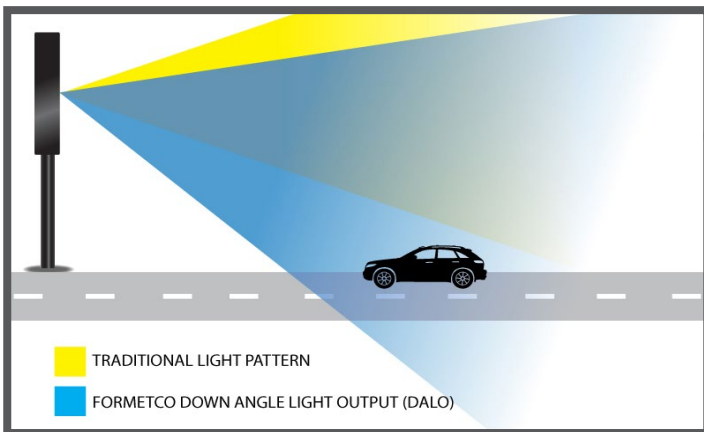 TRADITIONAL LIGHT PATTERN
FORMETCO DOWN ANGLE LIGHT OUTPUT (DALO)